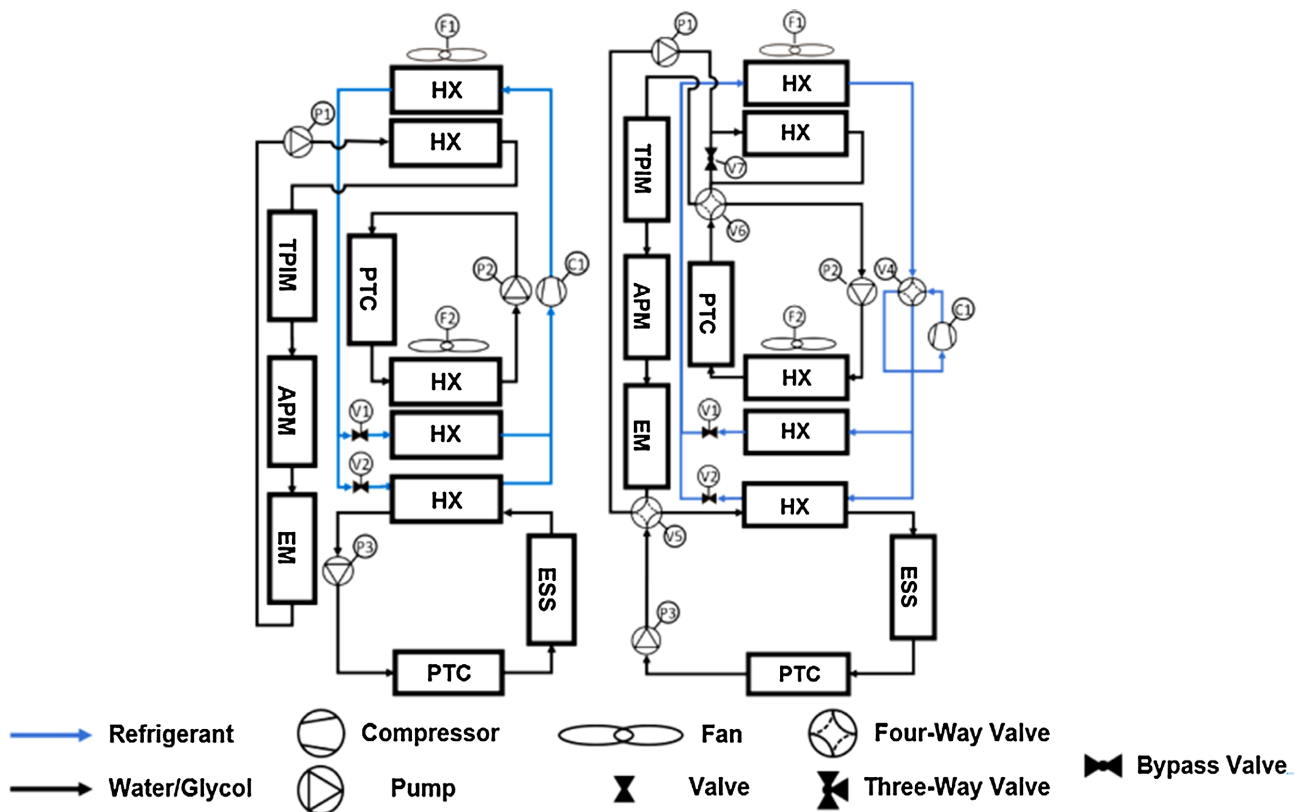 F1
HX
P1
HX
TPIM
PTC
P2
C1
APM
F2
HX
V1
HX
V2
HX
EM
P3
ESS
PTC
P1
F1
HX
TPIM
HX
V7
V6
P2
V4
APM
PTC
C1
F2
HX
V1
HX
EM
V2
HX
V5
ESS
P3
PTC
Refrigerant
Compressor
Fan
Four-Way Valve
Water/Glycol
Pump
Valve
Three-Way Valve
Bypass Valve